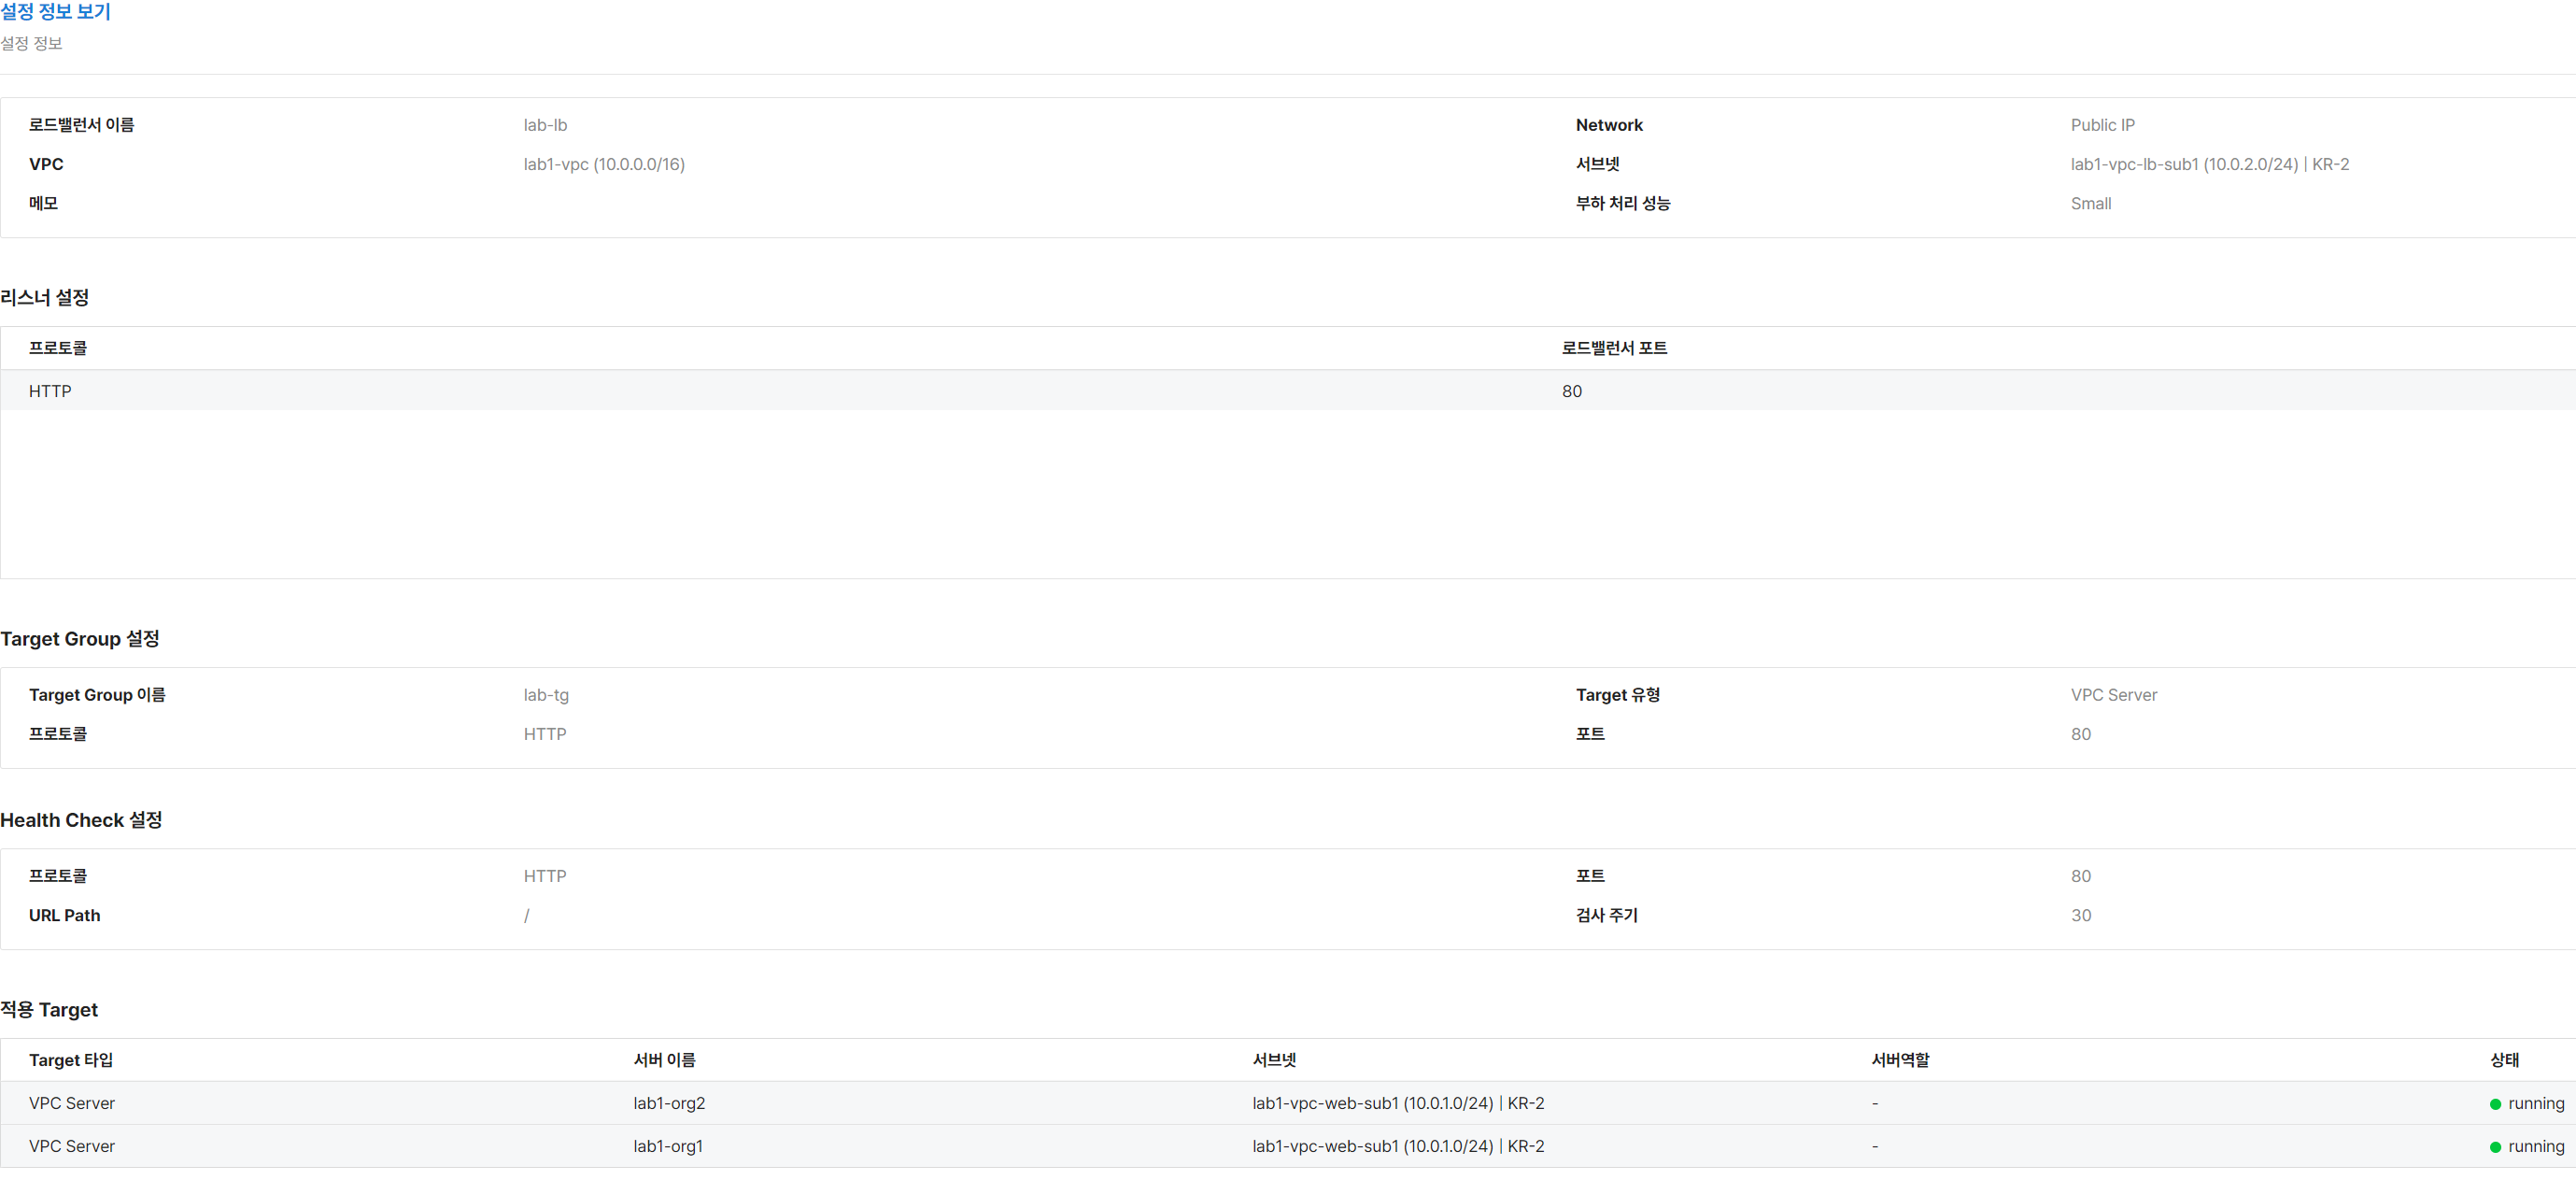 설정 정보 보기
설정 정보
로드밸런서 이름 lab-lb Network Public IP
VPC lab1-vpc (10.0.0.0/16) 서브넷 lab1-vpc-lb-sub1 (10.0.2.0/24) | KR-2
메모 부하 처리 성능 Small
리스너 설정
프로토콜 로드밸런서 포트
HTTP 80
Target Group 설정
Target Group 이름 lab-tg Target 유형 VPC Server
프로토콜 HTTP 포트 80
Health Check 설정
프로토콜 HTTP 포트 80
URL Path / 검사 주기 30
적용 Target
Target 타입 서버 이름 서브넷 서버역할 상태
VPC Server lab1-org2 lab1-vpc-web-sub1 (10.0.1.0/24) | KR-2 - running
VPC Server lab1-org1 lab1-vpc-web-sub1 (10.0.1.0/24) | KR-2 - running